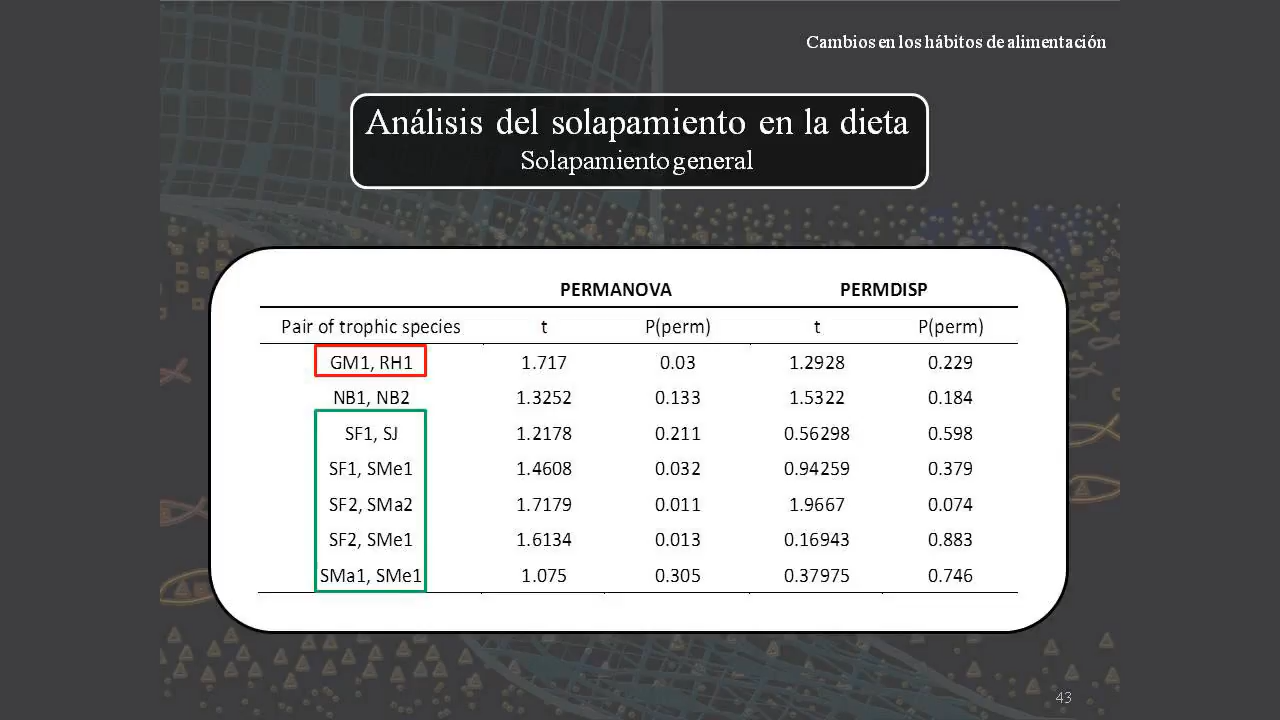 Cambios en los hábitos de alimentación
Análisis del solapamiento en la dieta
Solapamiento general
PERMANOVA PERMDISP
Pair of trophic species t P(perm) t P(perm)
GM1, RH1 1.717 0.03 1.2928 0.229
NB1, NB2 1.3252 0.133 1.5322 0.184
SF1, SJ 1.2178 0.211 0.56298 0.598
SF1, SMe1 1.4608 0.032 0.94259 0.379
SF2, SMa2 1.7179 0.011 1.9667 0.074
SF2, SMe1 1.6134 0.013 0.16943 0.883
SMa1, SMe1 1.075 0.305 0.37975 0.746
43